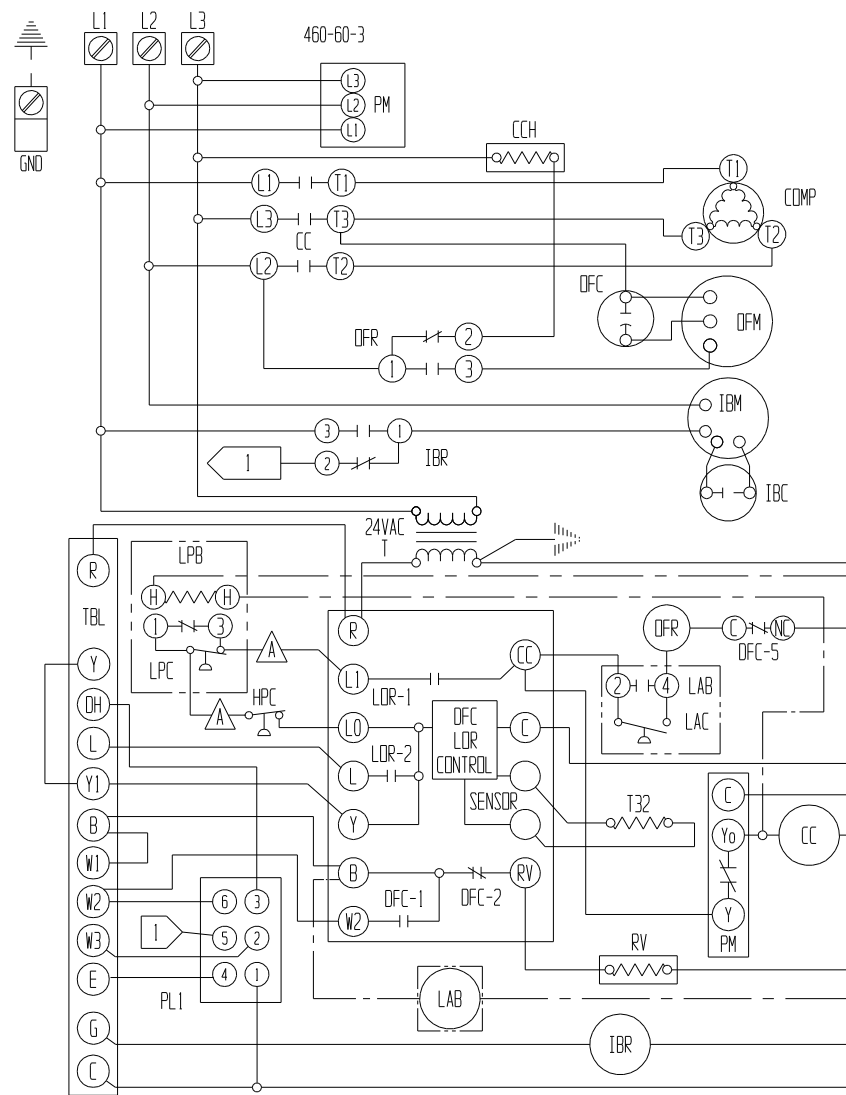 L1 L2 L3
460-60-3
GND
L3
L2 PM
L1
CCH
L1 T1
T1
COMP
L3 T3
CC
T3 T2
L2 T2
OFC
OFM
OFR
2
1 3
IBM
3 1
1
2
IBR
IBC
24VAC
T
LPB
R
TBL
H H
1 3
R
OFR
C NC
DFC-5
LPC
A
CC
Y
L1
LOR-1
2 4 LAB
LAC
DH
A
HPC
LO
DFC
LOR
CONTROL
C
L
LOR-2
L
SENSOR
Y1
Y
T32
C
B
Yo
CC
W1
B
DFC-1
DFC-2
RV
W2
6 3
W2
Y
1
5 2
W3
RV
PM
4 1
E
PL1
LAB
G
IBR
C